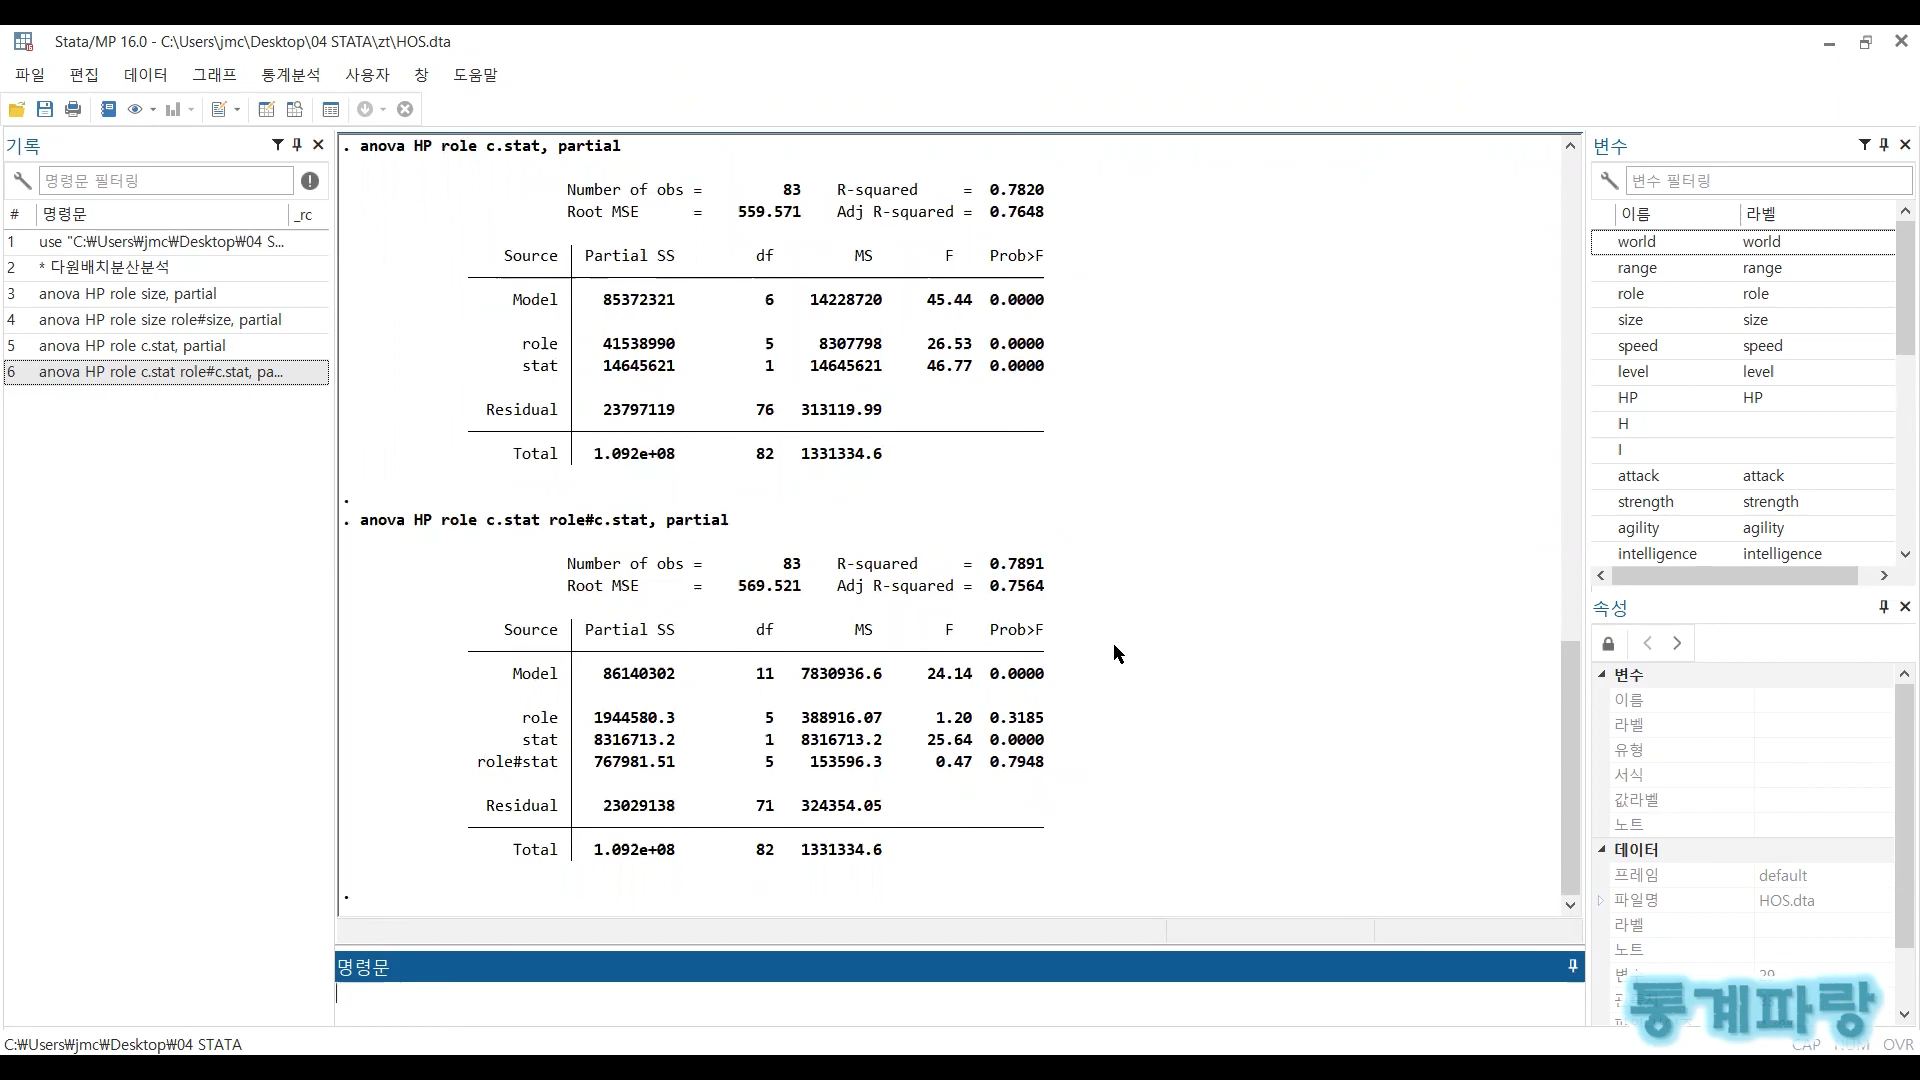 Stata/MP 16.0 - C:\Users\jmc\Desktop\04 STATA\zt\HOS.dta
파일 편집 데이터 그래프 통계분석 사용자 창 도움말
기록
명령문 필터링
# 명령문 _rc
1 use "C:₩Users₩jmc₩Desktop₩04 S...
2 * 다원배치분산분석
3 anova HP role size, partial
4 anova HP role size role#size, partial
5 anova HP role c.stat, partial
6 anova HP role c.stat role#c.stat, pa...
. anova HP role c.stat, partial
Number of obs = 83 R-squared = 0.7820
Root MSE = 559.571 Adj R-squared = 0.7648
Source Partial SS df MS F Prob>F
Model 85372321 6 14228720 45.44 0.0000
role 41538990 5 8307798 26.53 0.0000
stat 14645621 1 14645621 46.77 0.0000
Residual 23797119 76 313119.99
Total 1.092e+08 82 1331334.6
.
. anova HP role c.stat role#c.stat, partial
Number of obs = 83 R-squared = 0.7891
Root MSE = 569.521 Adj R-squared = 0.7564
Source Partial SS df MS F Prob>F
Model 86140302 11 7830936.6 24.14 0.0000
role 1944580.3 5 388916.07 1.20 0.3185
stat 8316713.2 1 8316713.2 25.64 0.0000
role#stat 767981.51 5 153596.3 0.47 0.7948
Residual 23029138 71 324354.05
Total 1.092e+08 82 1331334.6
.
명령문
변수
변수 필터링
이름 라벨
world world
range range
role role
size size
speed speed
level level
HP HP
H
I
attack attack
strength strength
agility agility
intelligence intelligence
속성
변수
이름
라벨
유형
서식
값라벨
노트
데이터
프레임 default
파일명 HOS.dta
라벨
노트
29
통계파랑
C:₩Users₩jmc₩Desktop₩04 STATA
CAP NUM OVR